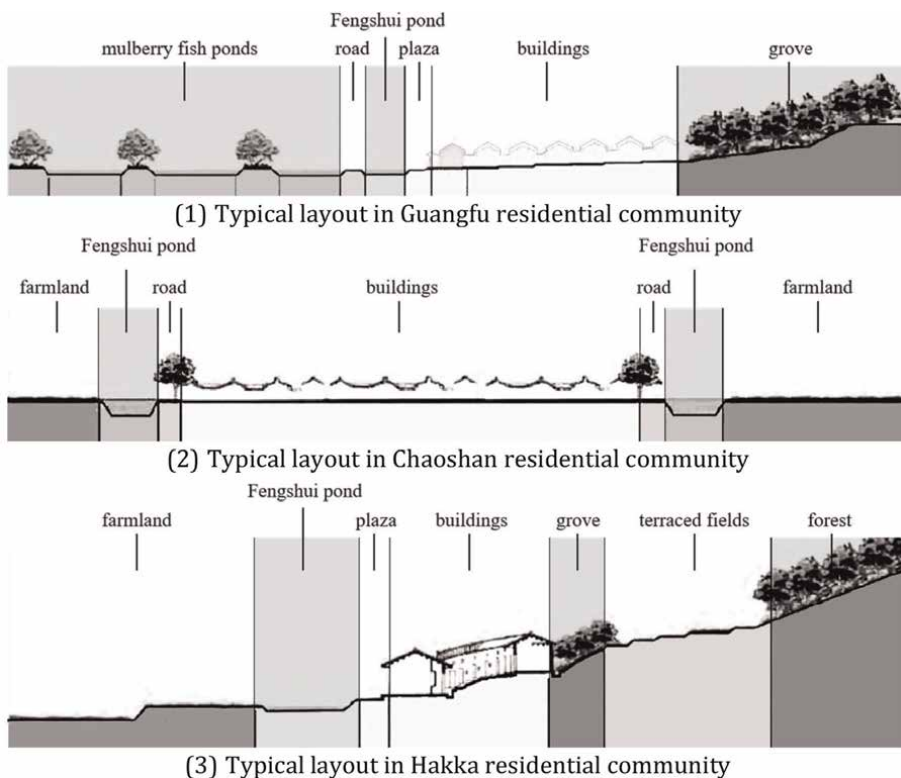 Fengshui pond
mulberry fish ponds road plaza buildings grove
(1) Typical layout in Guangfu residential community
Fengshui pond Fengshui pond
farmland road buildings road farmland
(2) Typical layout in Chaoshan residential community
Fengshui pond
farmland plaza buildings grove terraced fields forest
(3) Typical layout in Hakka residential community